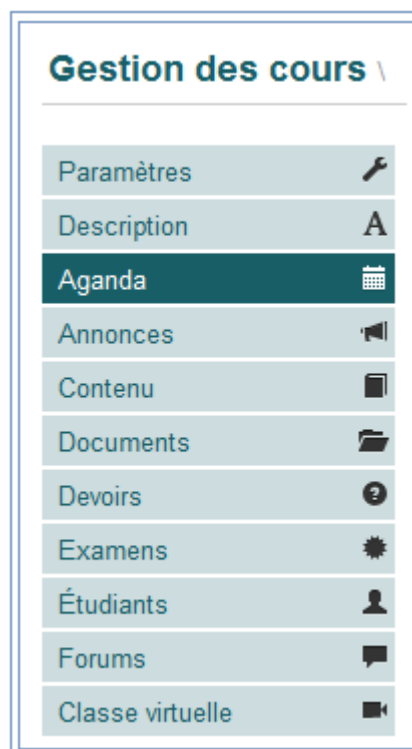 Gestion des cours \
Paramètres
Description
Aganda
Annonces
Contenu
Documents
Devoirs
Examens
Étudiants
Forums
Classe virtuelle